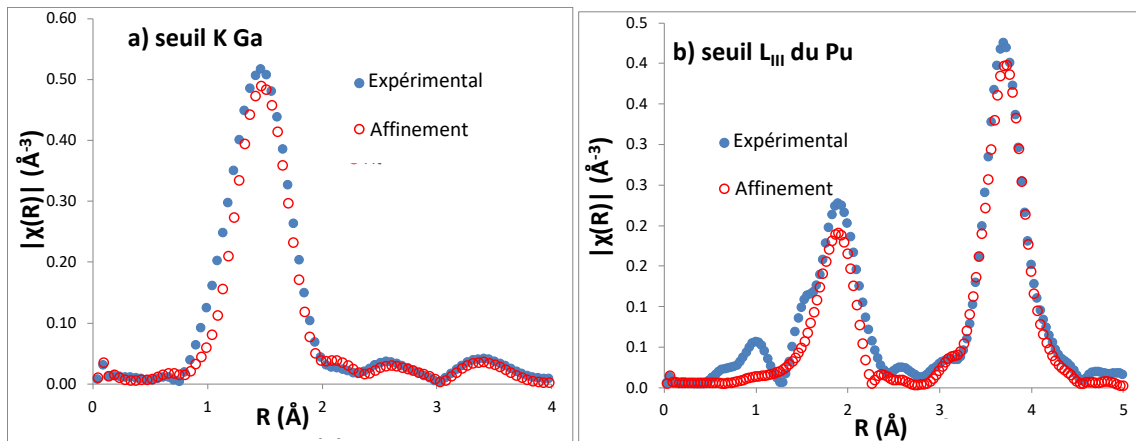 a) seuil K Ga
Expérimental
Affinement
|χ(R)| (Å-3)
0.60
0.50
0.40
0.30
0.20
0.10
0.00
0
1
2
3
4
R (Å)
b) seuil LIII du Pu
Expérimental
Affinement
|χ(R)| (Å-3)
0.5
0.4
0.4
0.3
0.3
0.2
0.2
0.1
0.1
0.0
0
1
2
3
4
5
R (Å)